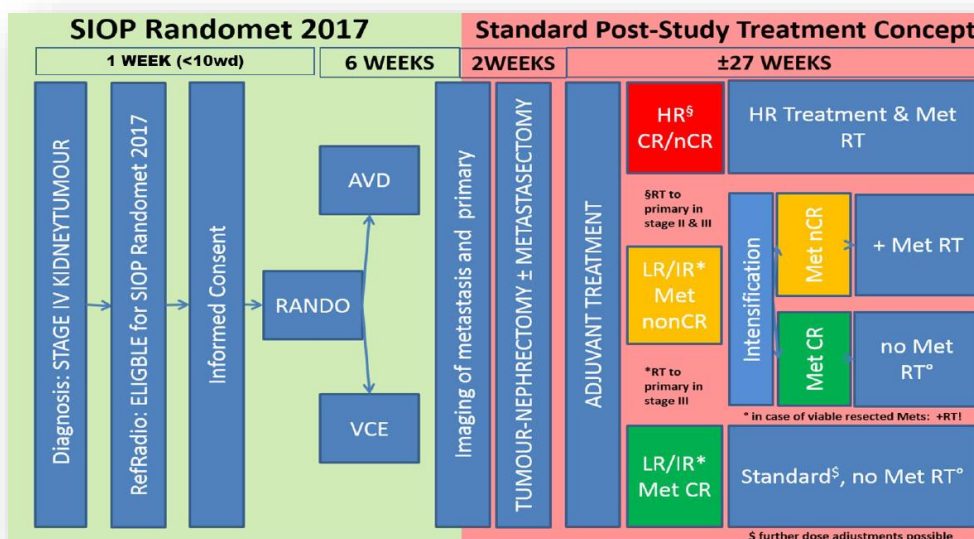 SIOP Randomet 2017
Standard Post-Study Treatment Concept
1 WEEK (<10wd)
6 WEEKS
2WEEKS
±27 WEEKS
Diagnosis: STAGE IV KIDNEYTUMOUR
RefRadio: ELIGBLE for SIOP Randomet 2017
Informed Consent
RANDO
AVD
VCE
Imaging of metastasis and primary
TUMOUR-NEPHRECTOMY ± METASTASECTOMY
ADJUVANT TREATMENT
HR§
CR/nCR
HR Treatment & Met
RT
§RT to
primary in
stage II & III
LR/IR*
Met
nonCR
Intensification
Met nCR
+ Met RT
Met CR
no Met
RT°
*RT to
primary in
stage III
° in case of viable resected Mets: +RT!
LR/IR*
Met CR
Standard$, no Met RT°
$ further dose adjustments possible